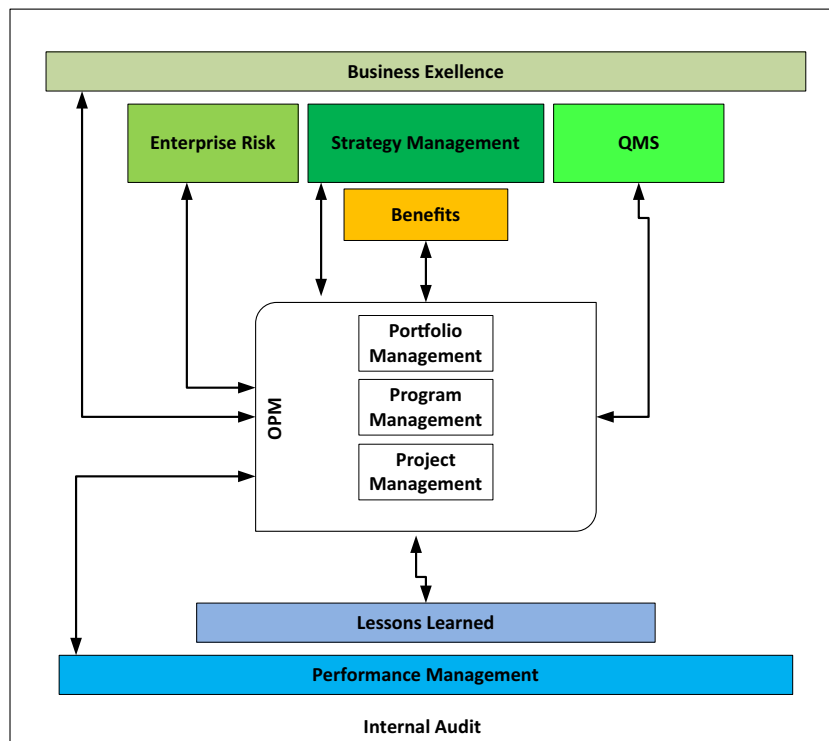 Business Exellence
Enterprise Risk
Strategy Management
QMS
Benefits
Portfolio
Management
OPM
Program
Management
Project
Management
Lessons Learned
Performance Management
Internal Audit